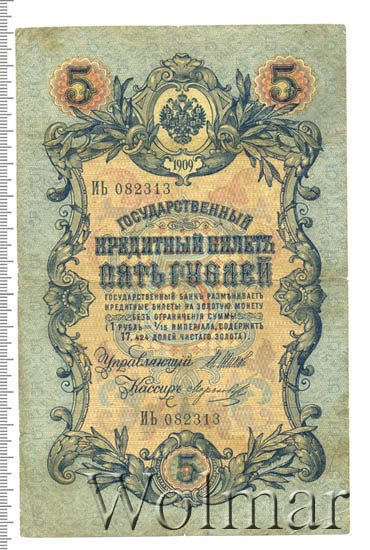 5 5
1909
ИЬ 082313
ГОСУДАРСТВЕННЫЙ
КРЕДИТНЫЙ БИЛЕТЪ
ПЯТЬ РУБЛЕЙ
ГОСУДАРСТВЕННЫЙ БАНКЪ РАЗМѢНИВАЕТЪ
КРЕДИТНЫЕ БИЛЕТЫ НА ЗОЛОТУЮ МОНЕТУ
БЕЗЪ ОГРАНИЧЕНІЯ СУММЫ
(1 РУБЛЬ = 1/15 ИМПЕРІАЛА, СОДЕРЖИТЪ
17,424 ДОЛЕЙ ЧИСТАГО ЗОЛОТА).
Управляющій
Кассиръ
ИЬ 082313
5
Wolmar